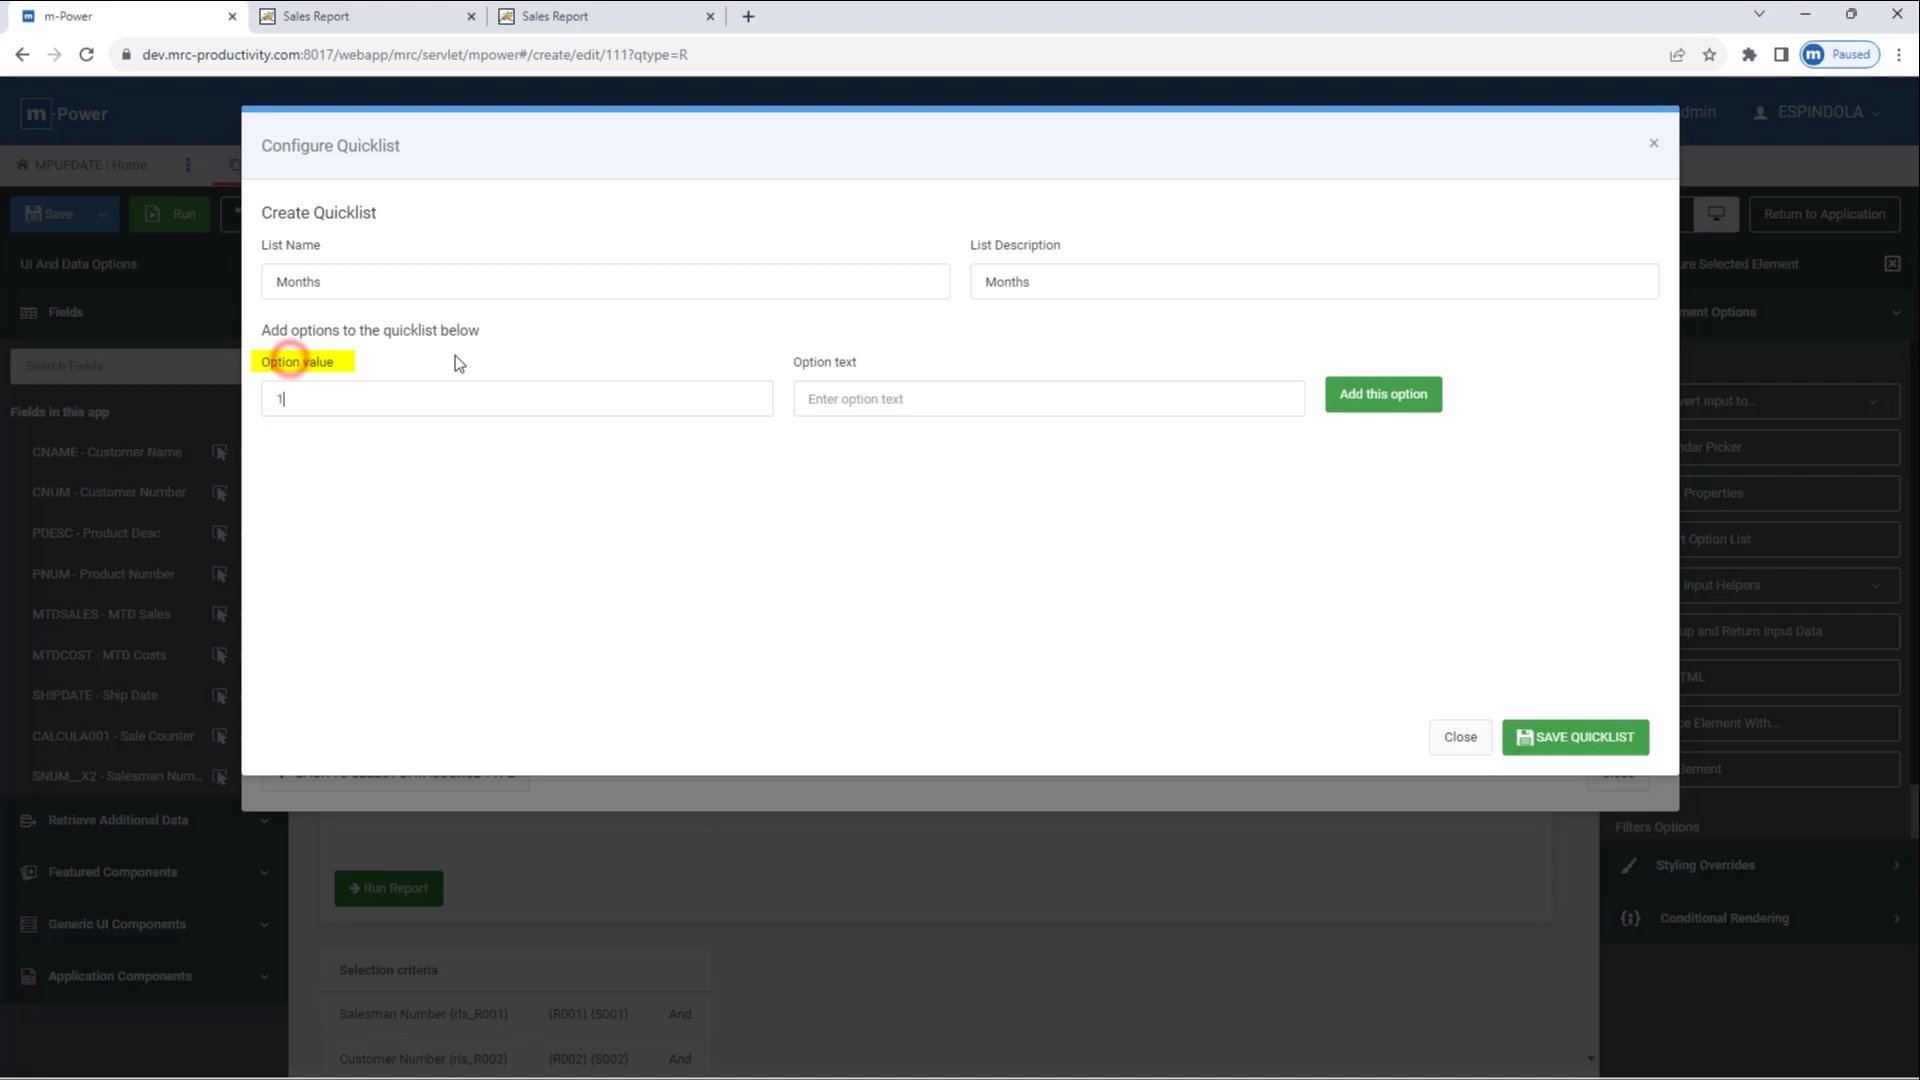 m-Power
Sales Report
Sales Report
dev.mrc-productivity.com:8017/webapp/mrc/servlet/mpower#/create/edit/111?qtype=R
m
Paused
m -Power
dmin
ESPINDOLA
MPUPDATE | Home
Save
Run
Return to Application
UI And Data Options
re Selected Element
Fields
ment Options
Search Fields
Fields in this app
CNAME - Customer Name
CNUM - Customer Number
PDESC - Product Desc
PNUM - Product Number
MTDSALES - MTD Sales
MTDCOST - MTD Costs
SHIPDATE - Ship Date
CALCULA001 - Sale Counter
SNUM__X2 - Salesman Num...
Retrieve Additional Data
Featured Components
Generic UI Components
Application Components
Configure Quicklist
Create Quicklist
List Name
List Description
Months
Months
Add options to the quicklist below
Option value
Option text
1
Enter option text
Add this option
Close
SAVE QUICKLIST
Run Report
Selection criteria
Salesman Number (rls_R001) {R001} {S001} And
Customer Number (rls_R002) {R002} {S002} And
vert Input to...
ndar Picker
Properties
t Option List
Input Helpers
up and Return Input Data
TML
ce Element With...
lement
Filters Options
Styling Overrides
Conditional Rendering